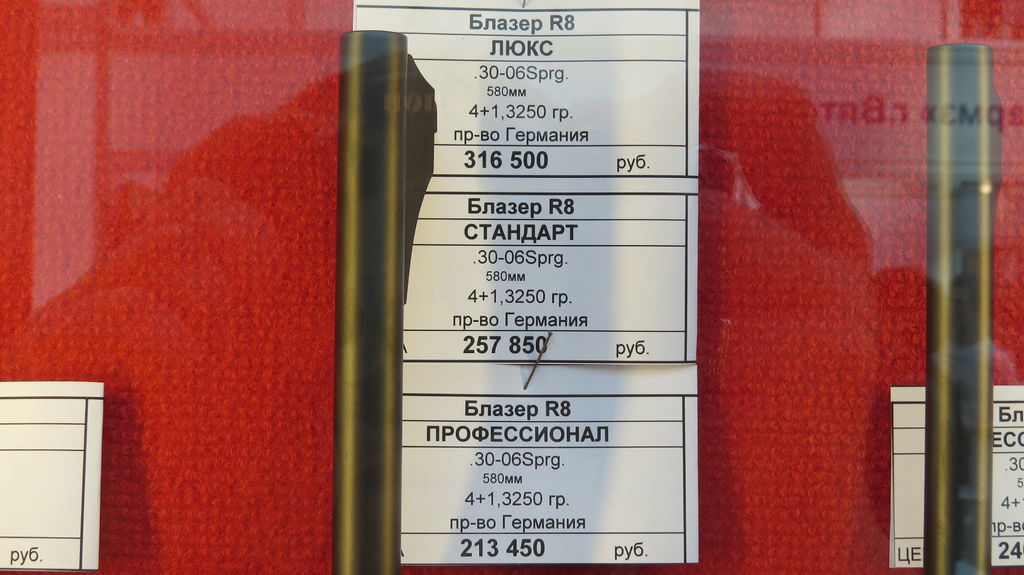 Блазер R8
ЛЮКС
.30-06Sprg.
580мм
4+1,3250 гр.
пр-во Германия
316 500 руб.
Блазер R8
СТАНДАРТ
.30-06Sprg.
580мм
4+1,3250 гр.
пр-во Германия
257 850 руб.
Блазер R8
ПРОФЕССИОНАЛ
.30-06Sprg.
580мм
4+1,3250 гр.
пр-во Германия
213 450 руб.
руб.